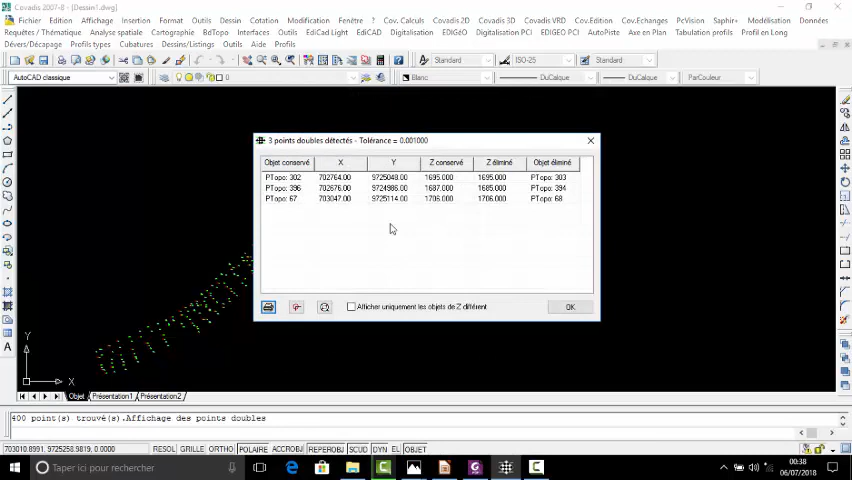 Covadis 2007-8 - [Dessin1.dwg]
Fichier Edition Affichage Insertion Format Outils Dessin Cotation Modification Fenêtre ? Cov. Calculs Covadis 2D Covadis 3D Covadis VRD Cov.Edition Cov.Echanges PcVision Saphir+ Modélisation Données
Requêtes / Thématique Analyse spatiale Cartographie BdTopo Interfaces Outils EdiCad Light EDICAD Digitalisation EDIGéO Digitalisation PCI EDIGEO PCI AutoPiste Axe en Plan Tabulation profils Profil en Long
Dévers/Décapage Profils types Cubatures Dessins/Listing Outils Aide Profils
Standard ISO-25 Standard
AutoCAD classique 0 Blanc DuCalque DuCalque ParCouleur
3 points doubles détectés - Tolérance = 0.001000
Objet conservé X Y Z conservé Z éliminé Objet éliminé
PTopo: 302 702764.00 9725048.00 1695.000 1695.000 PTopo: 303
PTopo: 396 702676.00 9724986.00 1687.000 1685.000 PTopo: 394
PTopo: 67 703047.00 9725114.00 1706.000 1706.000 PTopo: 68
Afficher uniquement les objets de Z différent OK
Y
X
Objet Présentation1 Présentation2
400 point(s) trouvé(s).Affichage des points doubles
703010.8991, 9725258.9819, 0.0000 RESOL GRILLE ORTHO POLAIRE ACCROBJ REPEROBJ SCUD DYN EL OBJET
Taper ici pour rechercher
00:38
06/07/2018